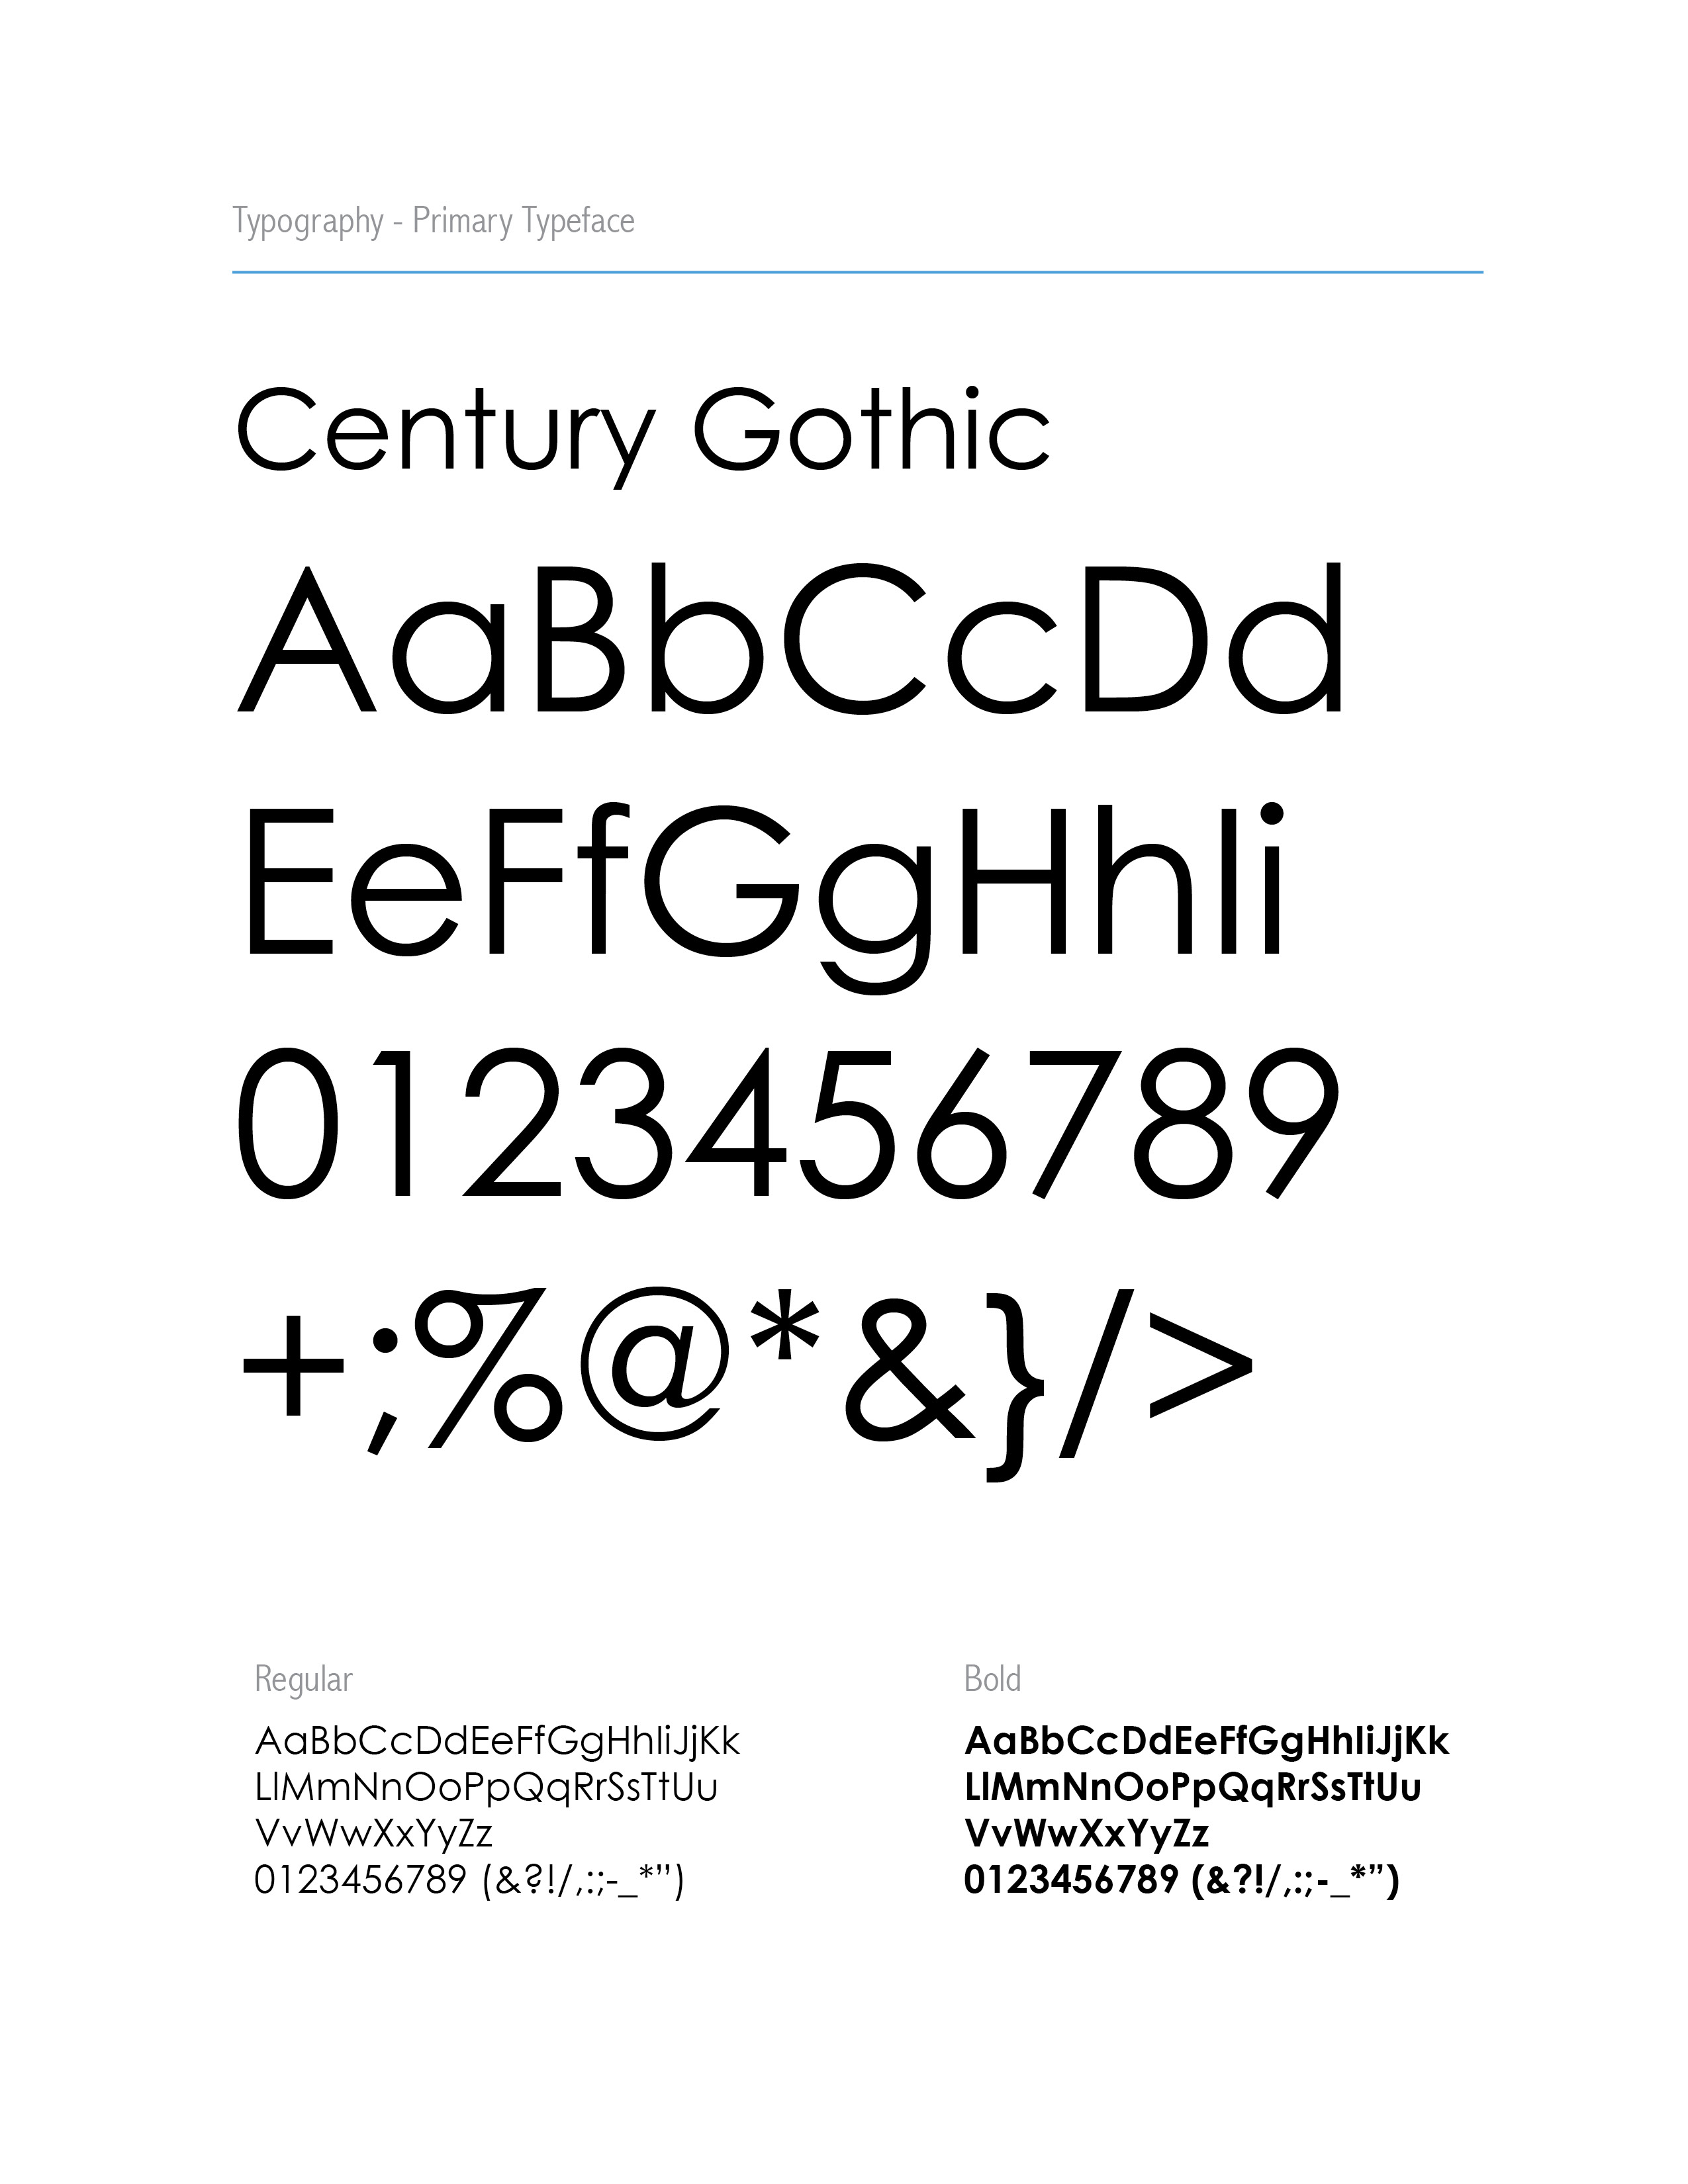 Typography - Primary Typeface
Century Gothic
AaBbCcDd
EeFfGgHhIi
0123456789
+;%@*&}/>
Regular
AaBbCcDdEeFfGgHhIiJjKk
LlMmNnOoPpQqRrSsTtUu
VvWwXxYyZz
0123456789 (&?!/,:;-_*”)
Bold
AaBbCcDdEeFfGgHhIiJjKk
LlMmNnOoPpQqRrSsTtUu
VvWwXxYyZz
0123456789 (&?!/,:;-_*”)